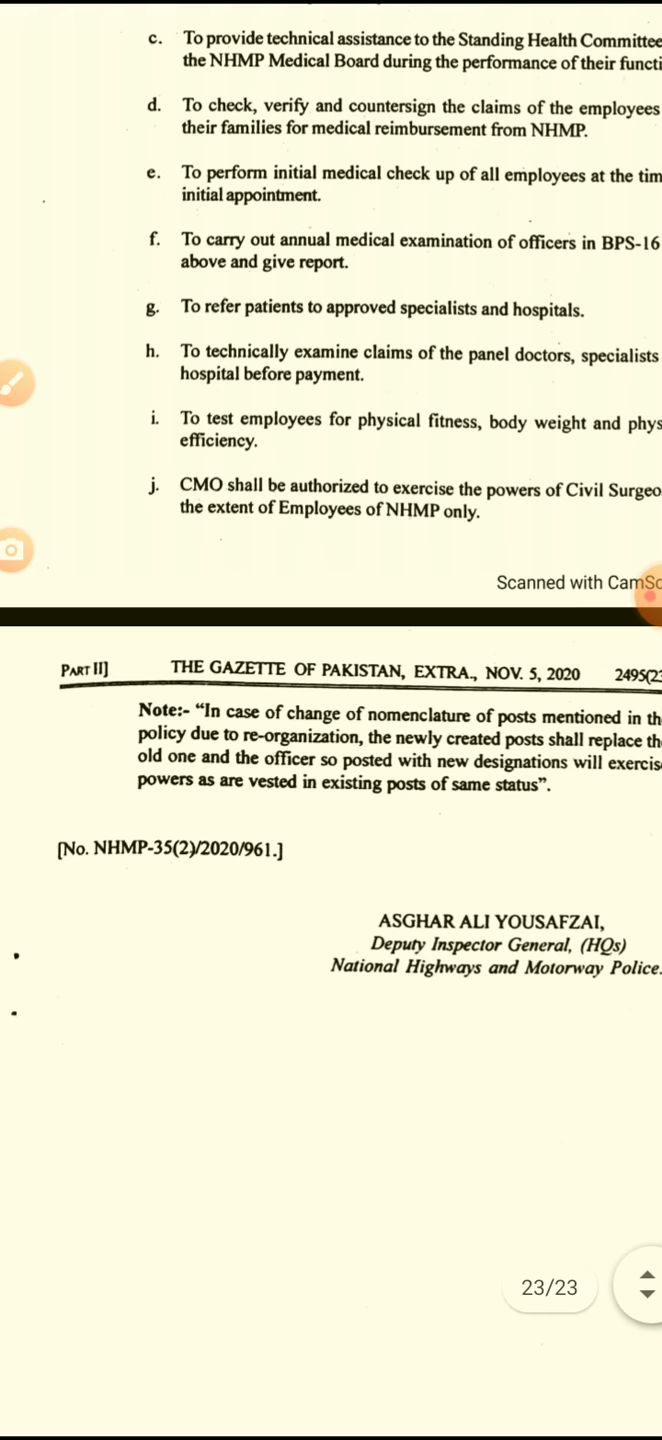 c. To provide technical assistance to the Standing Health Committee
the NHMP Medical Board during the performance of their functi
d. To check, verify and countersign the claims of the employees
their families for medical reimbursement from NHMP.
e. To perform initial medical check up of all employees at the tim
initial appointment.
f. To carry out annual medical examination of officers in BPS-16
above and give report.
g. To refer patients to approved specialists and hospitals.
h. To technically examine claims of the panel doctors, specialists
hospital before payment.
i. To test employees for physical fitness, body weight and phys
efficiency.
j. CMO shall be authorized to exercise the powers of Civil Surgeo
the extent of Employees of NHMP only.
Scanned with CamSc
PART II] THE GAZETTE OF PAKISTAN, EXTRA., NOV. 5, 2020 2495(23
Note:- “In case of change of nomenclature of posts mentioned in th
policy due to re-organization, the newly created posts shall replace th
old one and the officer so posted with new designations will exercis
powers as are vested in existing posts of same status”.
[No. NHMP-35(2)/2020/961.]
ASGHAR ALI YOUSAFZAI,
Deputy Inspector General, (HQs)
National Highways and Motorway Police.
23/23